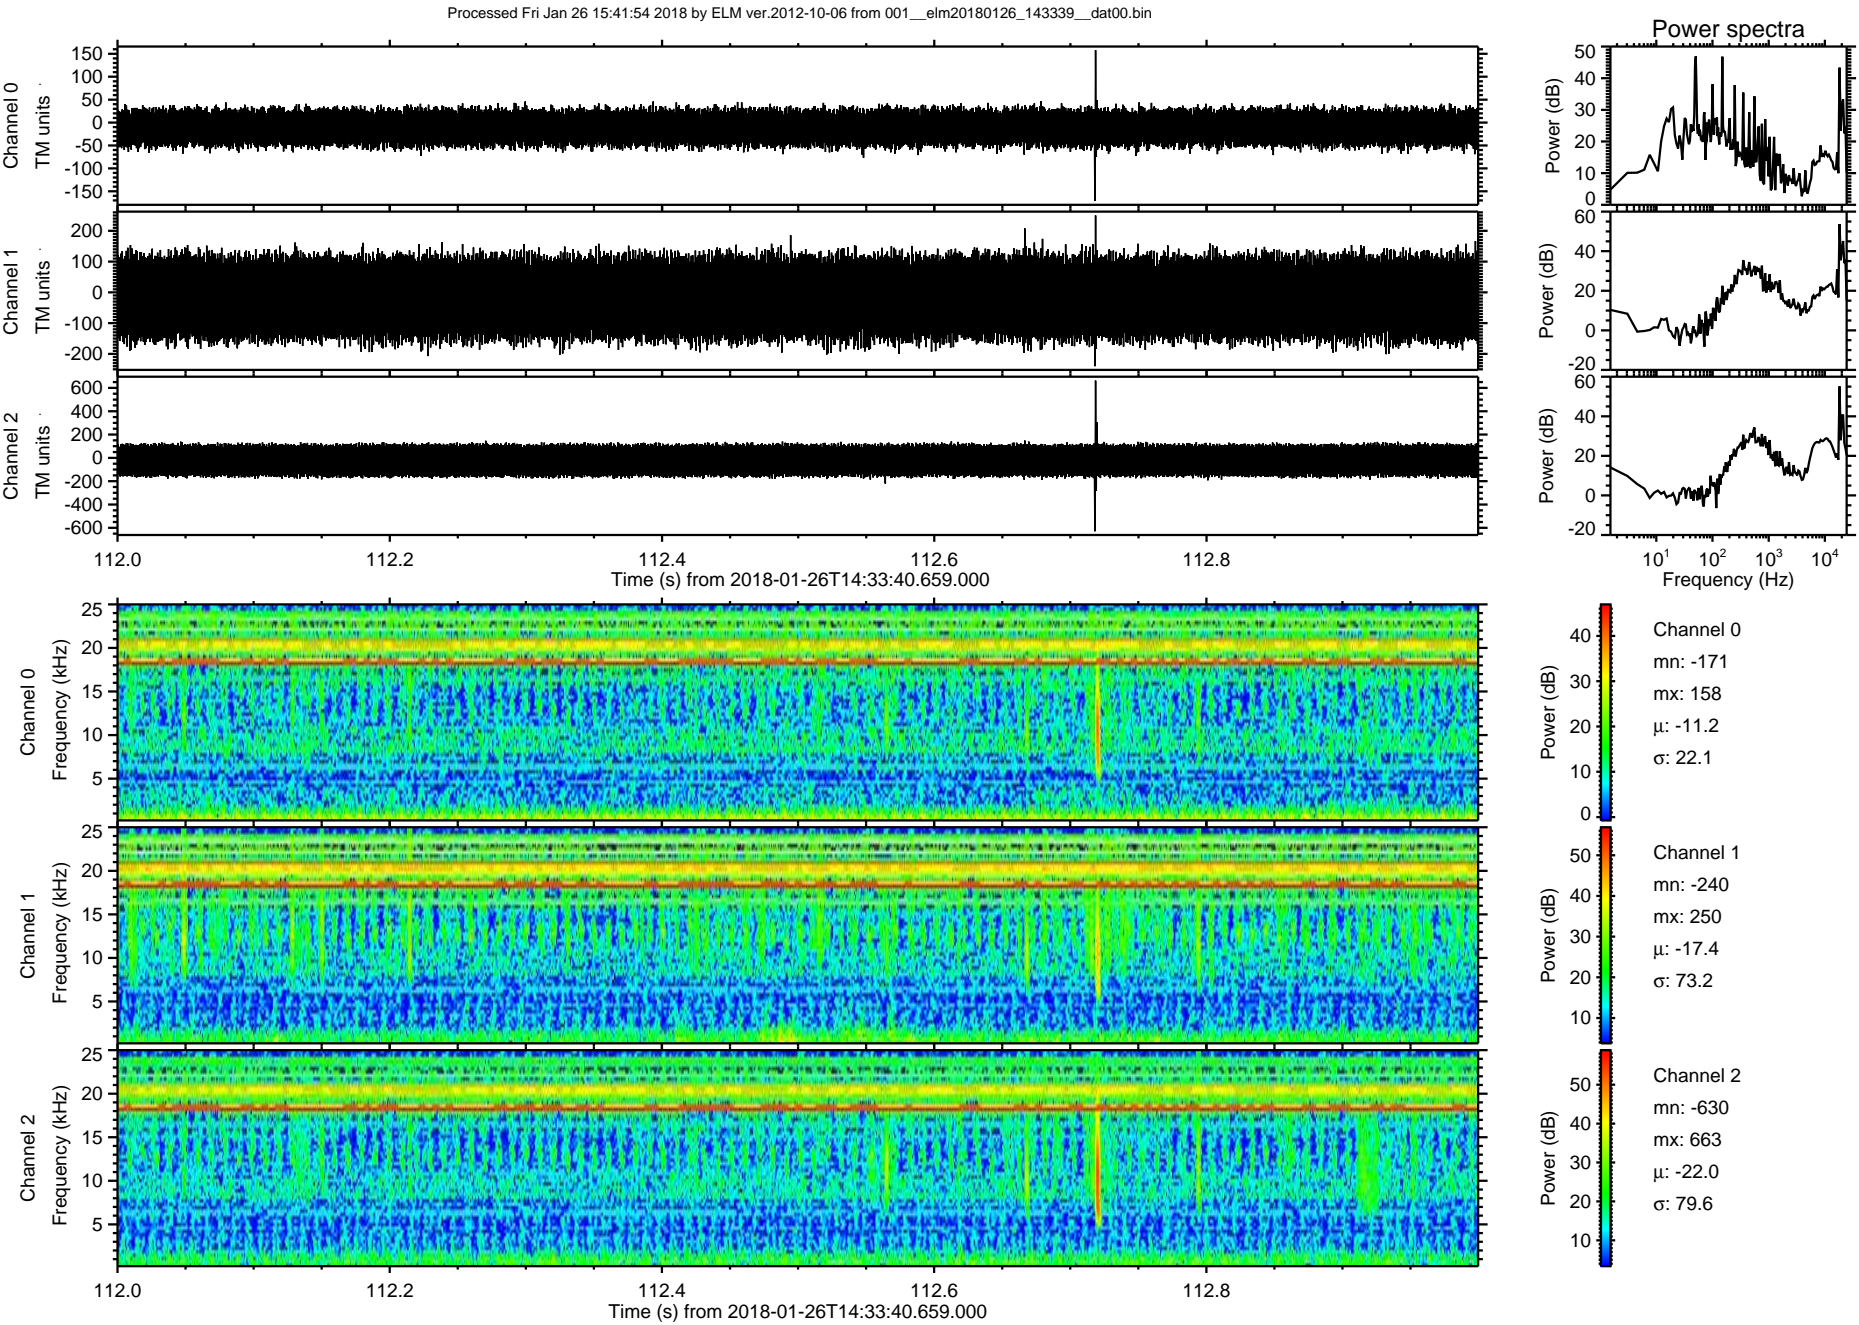 Processed Fri Jan 26 15:41:54 2018 by ELM ver.2012-10-06 from 001__elm20180126_143339__dat00.bin
Power spectra
Channel 0
TM units
150
100
50
0
-50
-100
-150
Power (dB)
50
40
30
20
10
0
Channel 1
TM units
200
100
0
-100
-200
Power (dB)
60
40
20
0
-20
Channel 2
TM units
600
400
200
0
-200
-400
-600
Power (dB)
60
40
20
0
-20
112.0 112.2 112.4 112.6 112.8
Time (s) from 2018-01-26T14:33:40.659.000
10¹ 10² 10³ 10⁴
Frequency (Hz)
Channel 0
Frequency (kHz)
25
20
15
10
5
Power (dB)
40
30
20
10
0
Channel 0
mn: -171
mx: 158
μ: -11.2
σ: 22.1
Channel 1
Frequency (kHz)
25
20
15
10
5
Power (dB)
50
40
30
20
10
Channel 1
mn: -240
mx: 250
μ: -17.4
σ: 73.2
Channel 2
Frequency (kHz)
25
20
15
10
5
Power (dB)
50
40
30
20
10
Channel 2
mn: -630
mx: 663
μ: -22.0
σ: 79.6
112.0 112.2 112.4 112.6 112.8
Time (s) from 2018-01-26T14:33:40.659.000